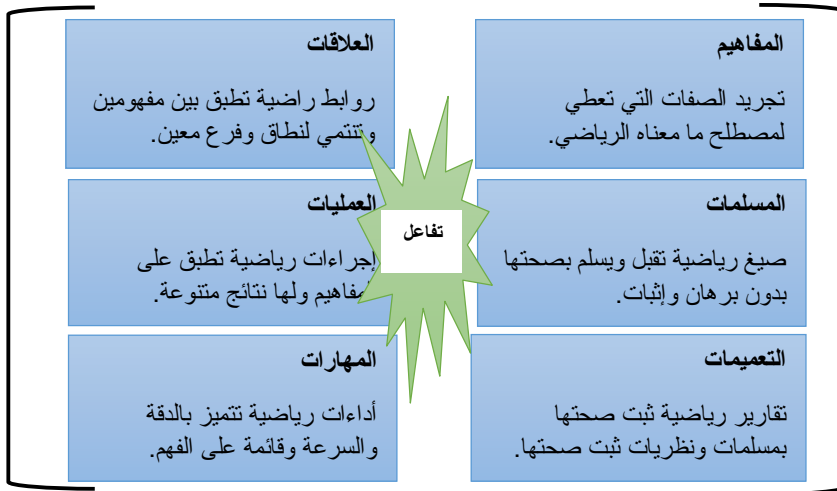 المفاهيم
تجريد الصفات التي تعطي
لمصطلح ما معناه الرياضي.
العلاقات
روابط راضية تطبق بين مفهومين
وتنتمي لنطاق وفرع معين.
المسلمات
صيغ رياضية تقبل ويسلم بصحتها
بدون برهان وإثبات.
تفاعل
العمليات
إجراءات رياضية تطبق على
المفاهيم ولها نتائج متنوعة.
التعميمات
تقارير رياضية ثبت صحتها
بمسلمات ونظريات ثبت صحتها.
المهارات
أداءات رياضية تتميز بالدقة
والسرعة وقائمة على الفهم.